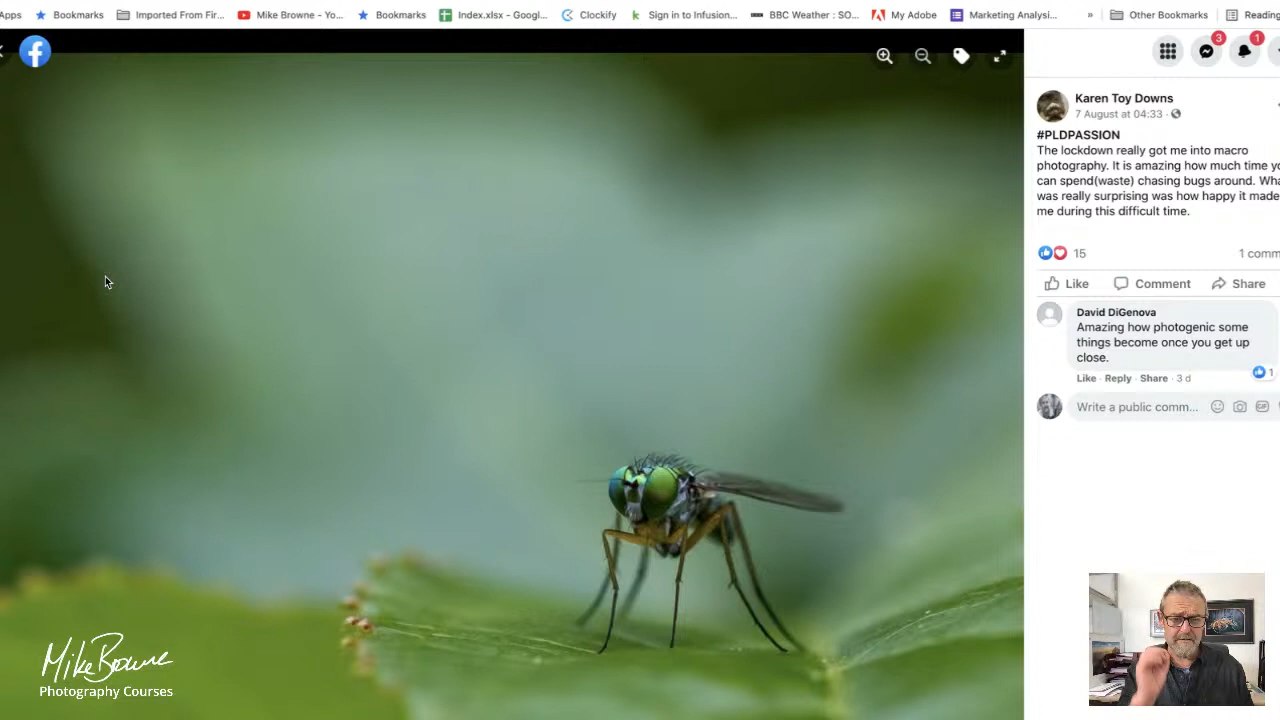 Apps Bookmarks Imported From Fir... Mike Browne - Yo... Bookmarks Index.xlsx - Googl... Clockify Sign in to Infusion... BBC Weather : SO... My Adobe Marketing Analysi... » Other Bookmarks Reading
3 1
Karen Toy Downs
7 August at 04:33 ·
#PLDPASSION
The lockdown really got me into macro
photography. It is amazing how much time yo
can spend(waste) chasing bugs around. Wha
was really surprising was how happy it made
me during this difficult time.
15 1 comm
Like Comment Share
David DiGenova
Amazing how photogenic some
things become once you get up
close.
1
Like · Reply · Share · 3 d
Write a public comm...
Mike Browne
Photography Courses